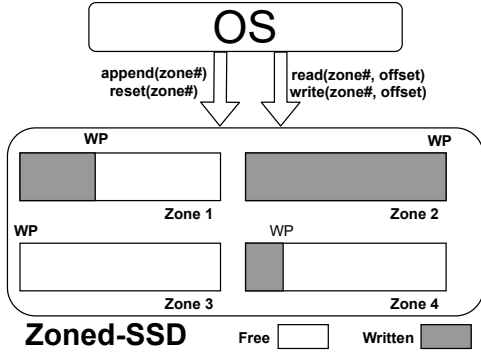 OS
append(zone#)
reset(zone#)
read(zone#, offset)
write(zone#, offset)
WP
WP
Zone 1
Zone 2
WP
WP
Zone 3
Zone 4
Zoned-SSD
Free
Written